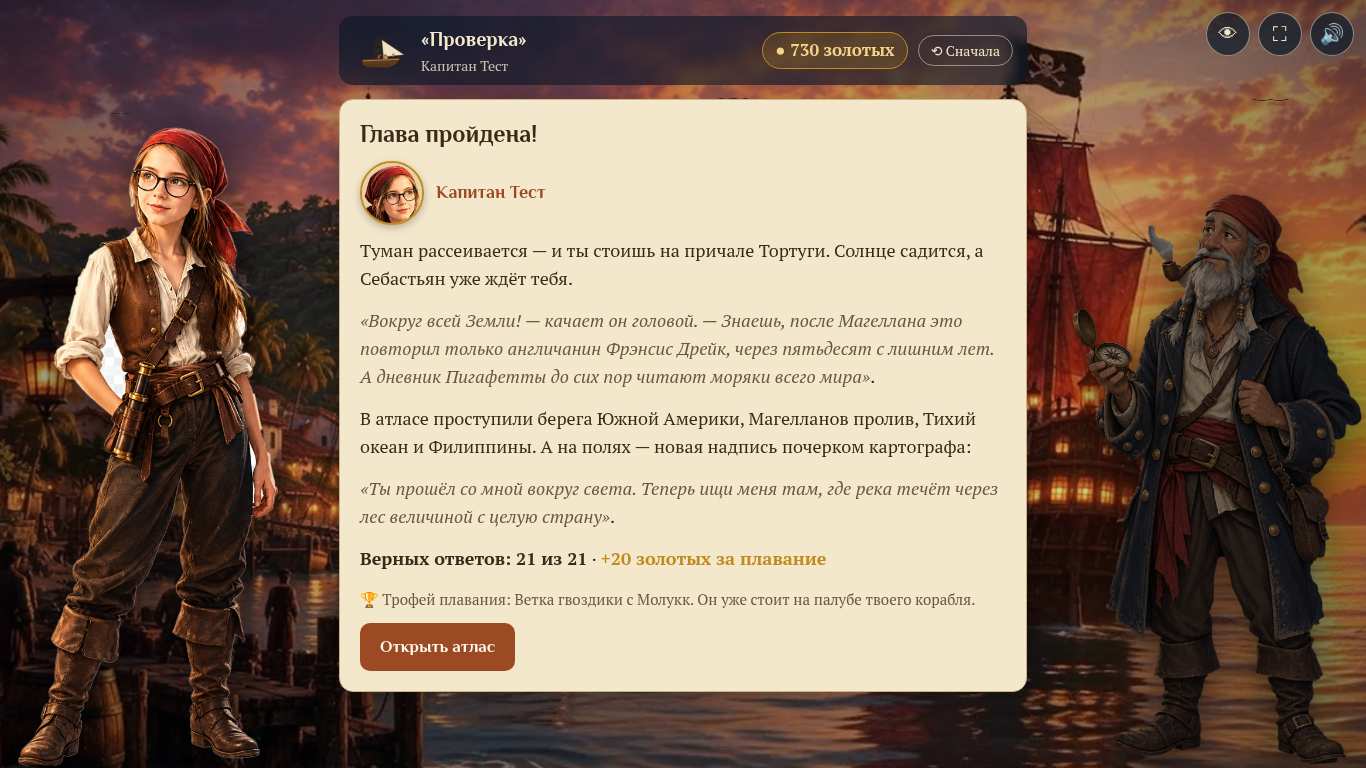 «Проверка»
Капитан Тест
● 730 золотых
⟲ Сначала
Глава пройдена!
Капитан Тест
Туман рассеивается — и ты стоишь на причале Тортуги. Солнце садится, а
Себастьян уже ждёт тебя.
«Вокруг всей Земли! — качает он головой. — Знаешь, после Магеллана это
повторил только англичанин Фрэнсис Дрейк, через пятьдесят с лишним лет.
А дневник Пигафетты до сих пор читают моряки всего мира».
В атласе проступили берега Южной Америки, Магелланов пролив, Тихий
океан и Филиппины. А на полях — новая надпись почерком картографа:
«Ты прошёл со мной вокруг света. Теперь ищи меня там, где река течёт через
лес величиной с целую страну».
Верных ответов: 21 из 21 · +20 золотых за плавание
🏆 Трофей плавания: Ветка гвоздики с Молукк. Он уже стоит на палубе твоего корабля.
Открыть атлас